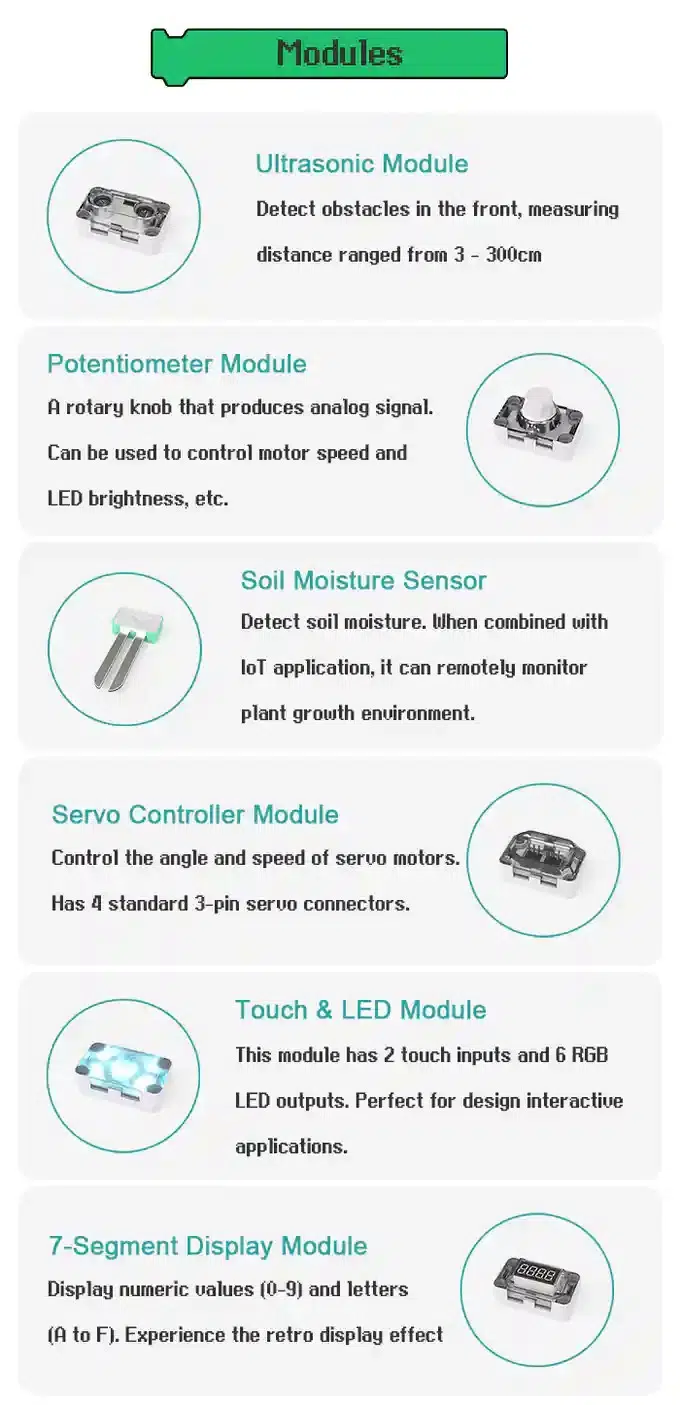 Modules
Ultrasonic Module
Detect obstacles in the front, measuring
distance ranged from 3 - 300cm
Potentiometer Module
A rotary knob that produces analog signal.
Can be used to control motor speed and
LED brightness, etc.
Soil Moisture Sensor
Detect soil moisture. When combined with
IoT application, it can remotely monitor
plant growth environment.
Servo Controller Module
Control the angle and speed of servo motors.
Has 4 standard 3-pin servo connectors.
Touch & LED Module
This module has 2 touch inputs and 6 RGB
LED outputs. Perfect for design interactive
applications.
7-Segment Display Module
Display numeric values (0-9) and letters
(A to F). Experience the retro display effect
8888